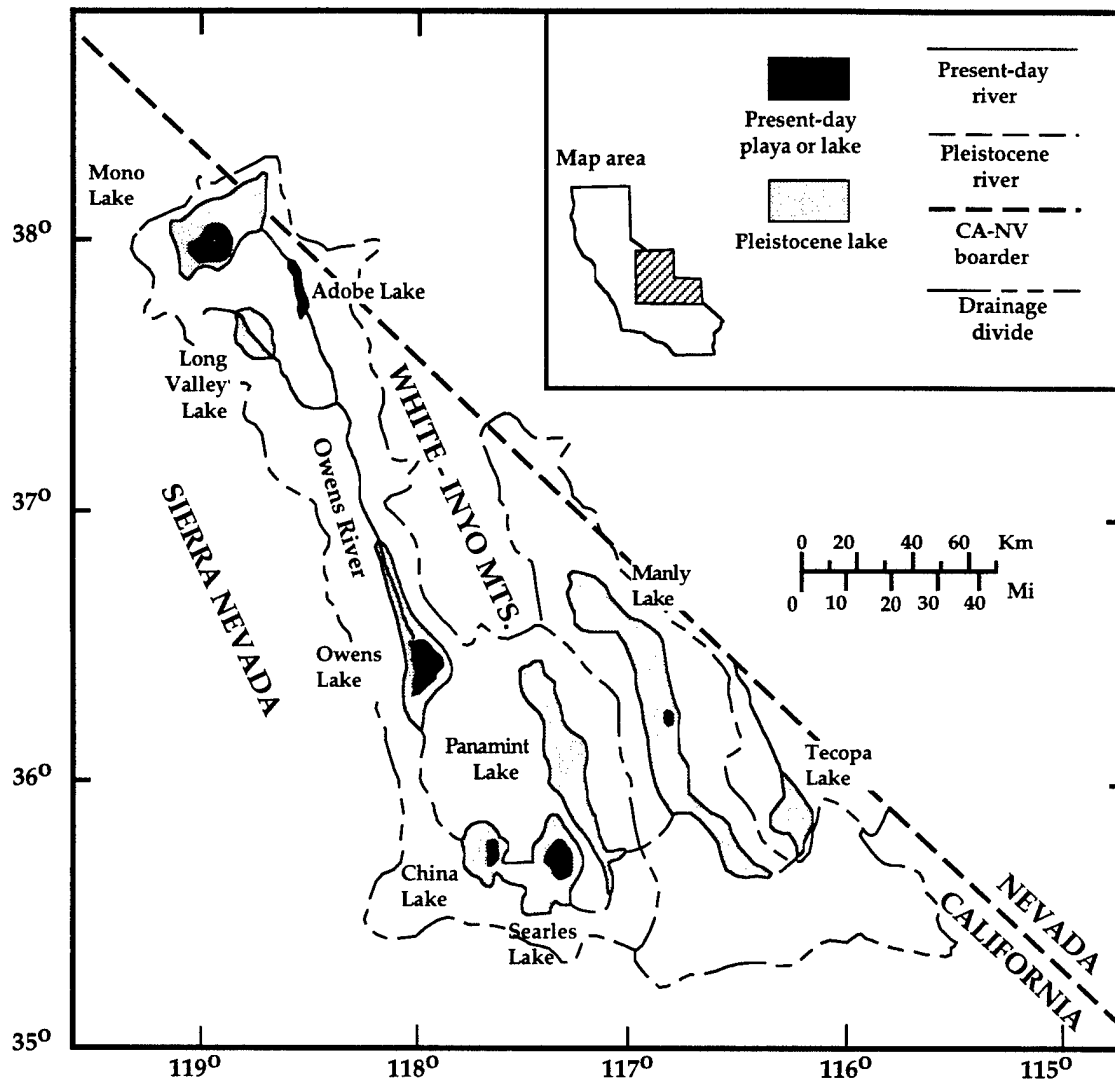 Mono
Lake
38⁰
Adobe Lake
Long
Valley
Lake
37⁰
SIERRA NEVADA
Owens River
WHITE - INYO MTS.
Owens
Lake
36⁰
Panamint
Lake
China
Lake
Searles
Lake
Manly
Lake
Tecopa
Lake
NEVADA
CALIFORNIA
35⁰
119⁰ 118⁰ 117⁰ 116⁰ 115⁰
0 20 40 60 Km
0 10 20 30 40 Mi
Map area
Present-day
playa or lake
Pleistocene lake
Present-day
river
Pleistocene
river
CA-NV
boarder
Drainage
divide